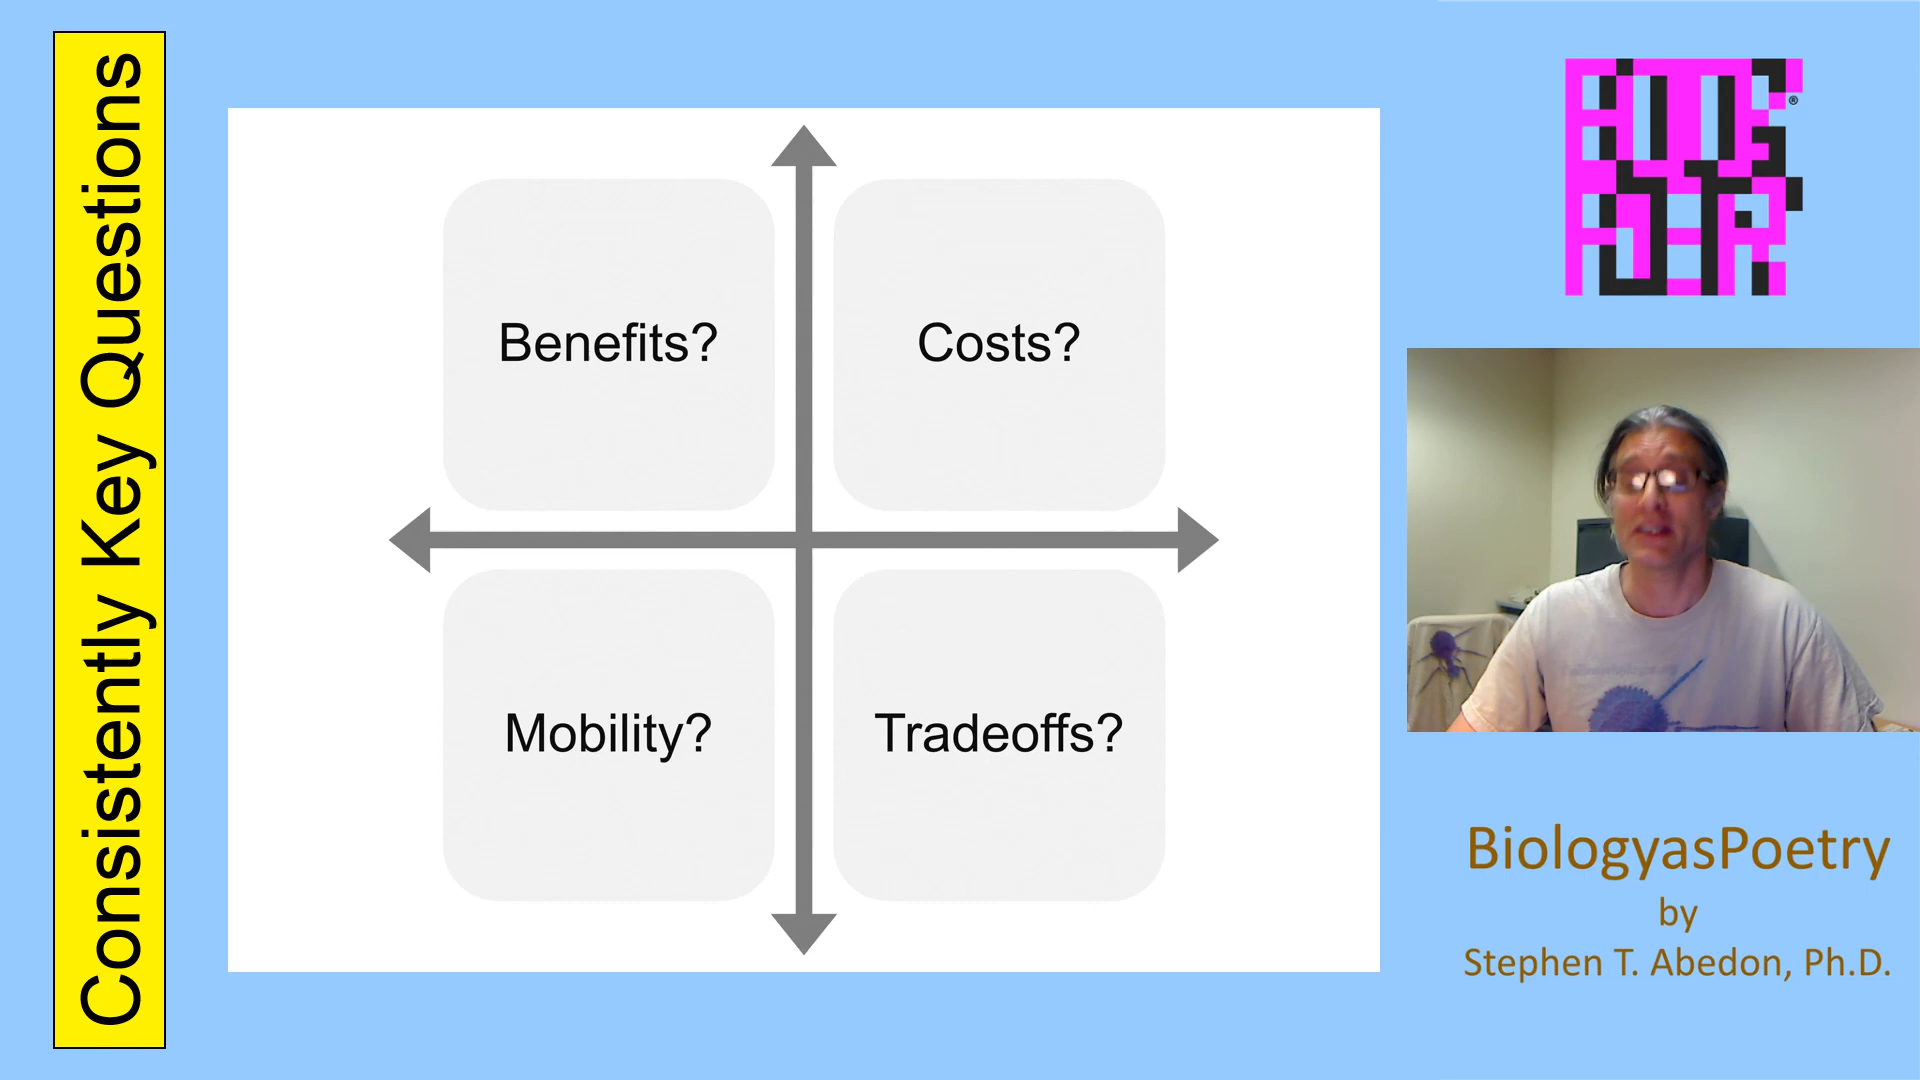 Consistently Key Questions
Benefits?
Costs?
Mobility?
Tradeoffs?
®
BiologyasPoetry
by
Stephen T. Abedon, Ph.D.